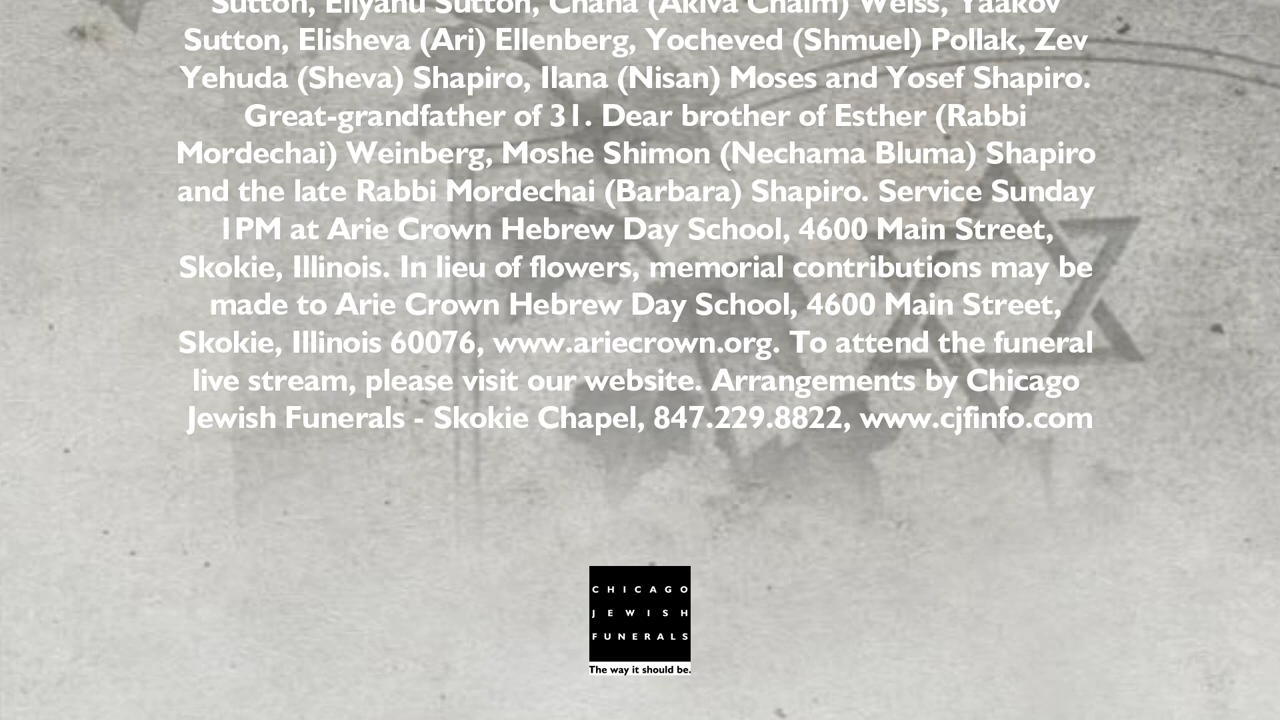 Sutton, Eliyahu Sutton, Chana (Akiva Chaim) Weiss, Yaakov
Sutton, Elisheva (Ari) Ellenberg, Yocheved (Shmuel) Pollak, Zev
Yehuda (Sheva) Shapiro, Ilana (Nisan) Moses and Yosef Shapiro.
Great-grandfather of 31. Dear brother of Esther (Rabbi
Mordechai) Weinberg, Moshe Shimon (Nechama Bluma) Shapiro
and the late Rabbi Mordechai (Barbara) Shapiro. Service Sunday
1PM at Arie Crown Hebrew Day School, 4600 Main Street,
Skokie, Illinois. In lieu of flowers, memorial contributions may be
made to Arie Crown Hebrew Day School, 4600 Main Street,
Skokie, Illinois 60076, www.ariecrown.org. To attend the funeral
live stream, please visit our website. Arrangements by Chicago
Jewish Funerals - Skokie Chapel, 847.229.8822, www.cjfinfo.com
CHICAGO
JEWISH
FUNERALS
The way it should be.